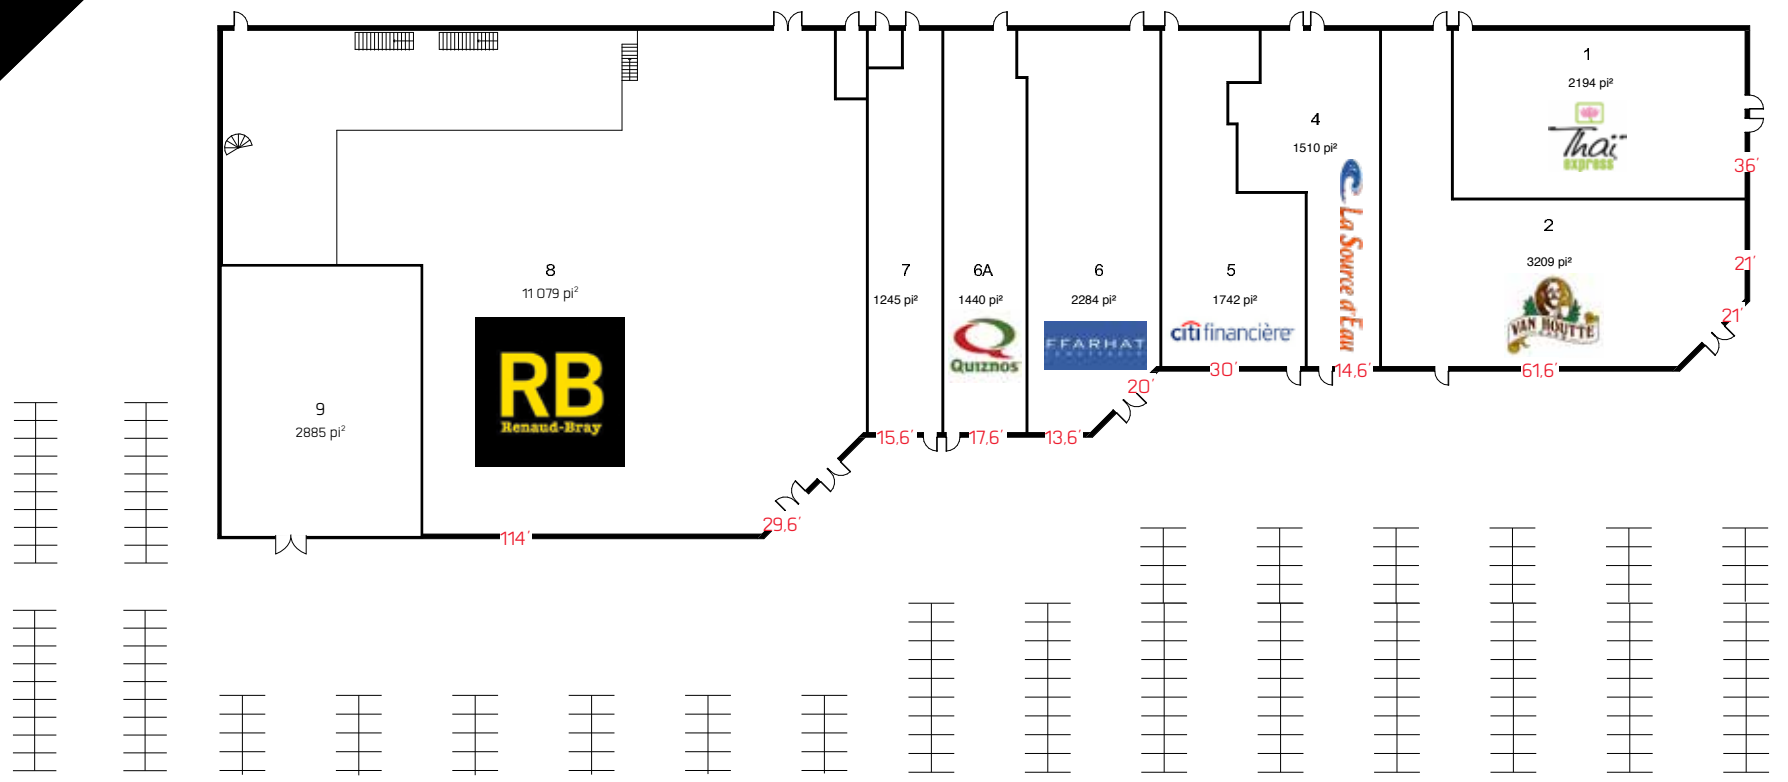 1
2194 pi²
Thaï
express
36'
4
1510 pi²
La Source d'Eau
2
3209 pi²
VAN HOUTTE
21'
21'
8
11 079 pi²
RB
Renaud-Bray
7
1245 pi²
6A
1440 pi²
Quiznos
6
2284 pi²
FFARHAT
5
1742 pi²
citi financière
20'
30'
14,6'
61,6'
9
2885 pi²
15,6'
17,6'
13,6'
29,6'
114'